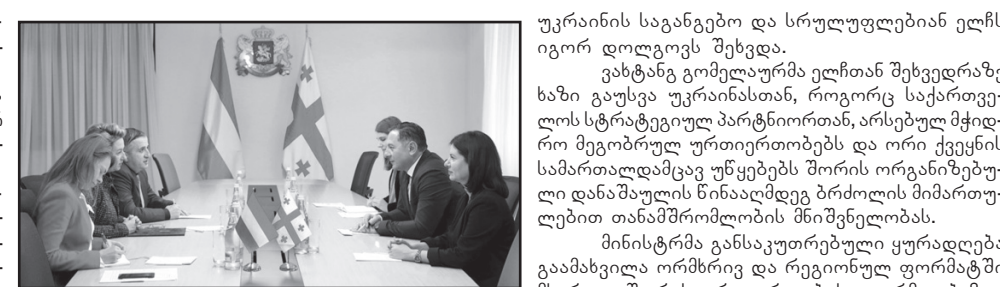 უკრაინის საგანგებო და სრულუფლებიან ელჩს
იგორ დოლგოვს შეხვდა.
ვახტანგ გომელაურმა ელჩთან შეხვედრაზე
ხაზი გაუსვა უკრაინასთან, როგორც საქართვე-
ლოს სტრატეგიულ პარტნიორთან, არსებულ მჭიდ-
რო მეგობრულ ურთიერთობებს და ორი ქვეყნის
სამართალდამცავ უწყებებს შორის ორგანიზებუ-
ლი დანაშაულის წინააღმდეგ ბრძოლის მიმართუ-
ლებით თანამშრომლობის მნიშვნელობას.
მინისტრმა განსაკუთრებული ყურადღება
გაამახვილა ორმხრივ და რეგიონულ ფორმატში